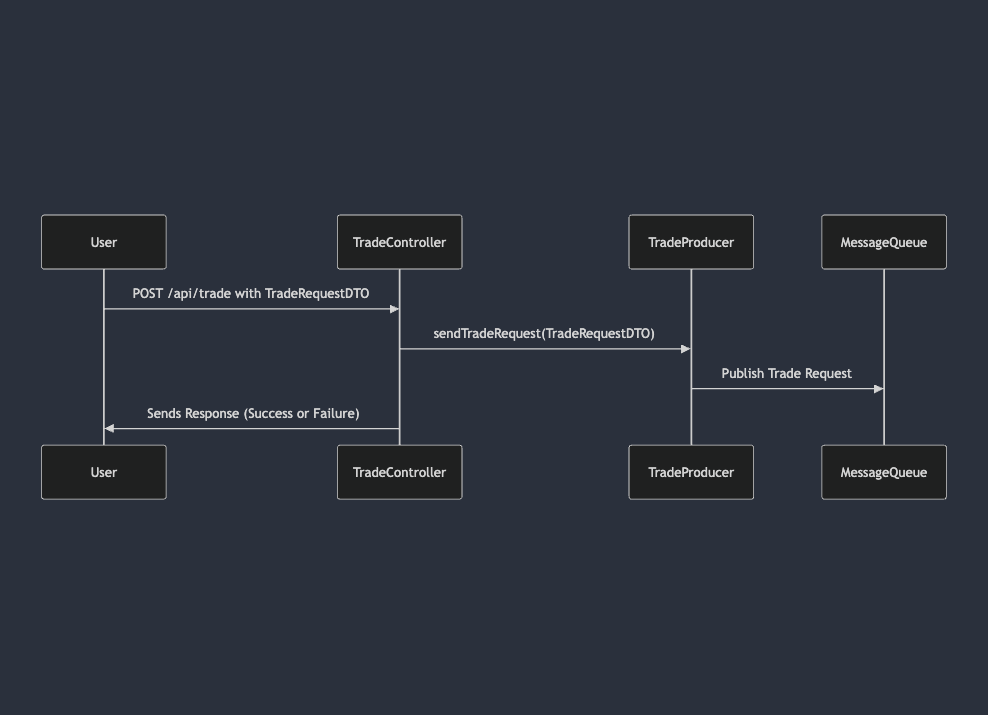 User
TradeController
TradeProducer
MessageQueue
POST /api/trade with TradeRequestDTO
sendTradeRequest(TradeRequestDTO)
Publish Trade Request
Sends Response (Success or Failure)
User
TradeController
TradeProducer
MessageQueue